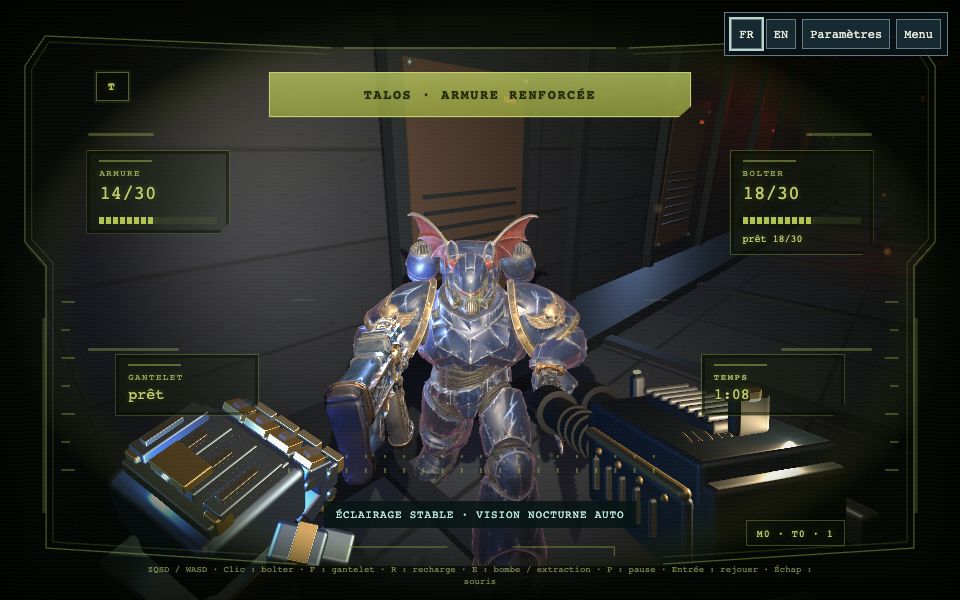 FR EN Paramètres Menu
T
TALOS · ARMURE RENFORCÉE
ARMURE
14/30
BOLTER
18/30
prêt 18/30
GANTELET
prêt
TEMPS
1:08
ÉCLAIRAGE STABLE · VISION NOCTURNE AUTO
M0 · T0 · 1
ZQSD / WASD · Clic : bolter · F : gantelet · R : recharge · E : bombe / extraction · P : pause · Entrée : rejouer · Échap :
souris